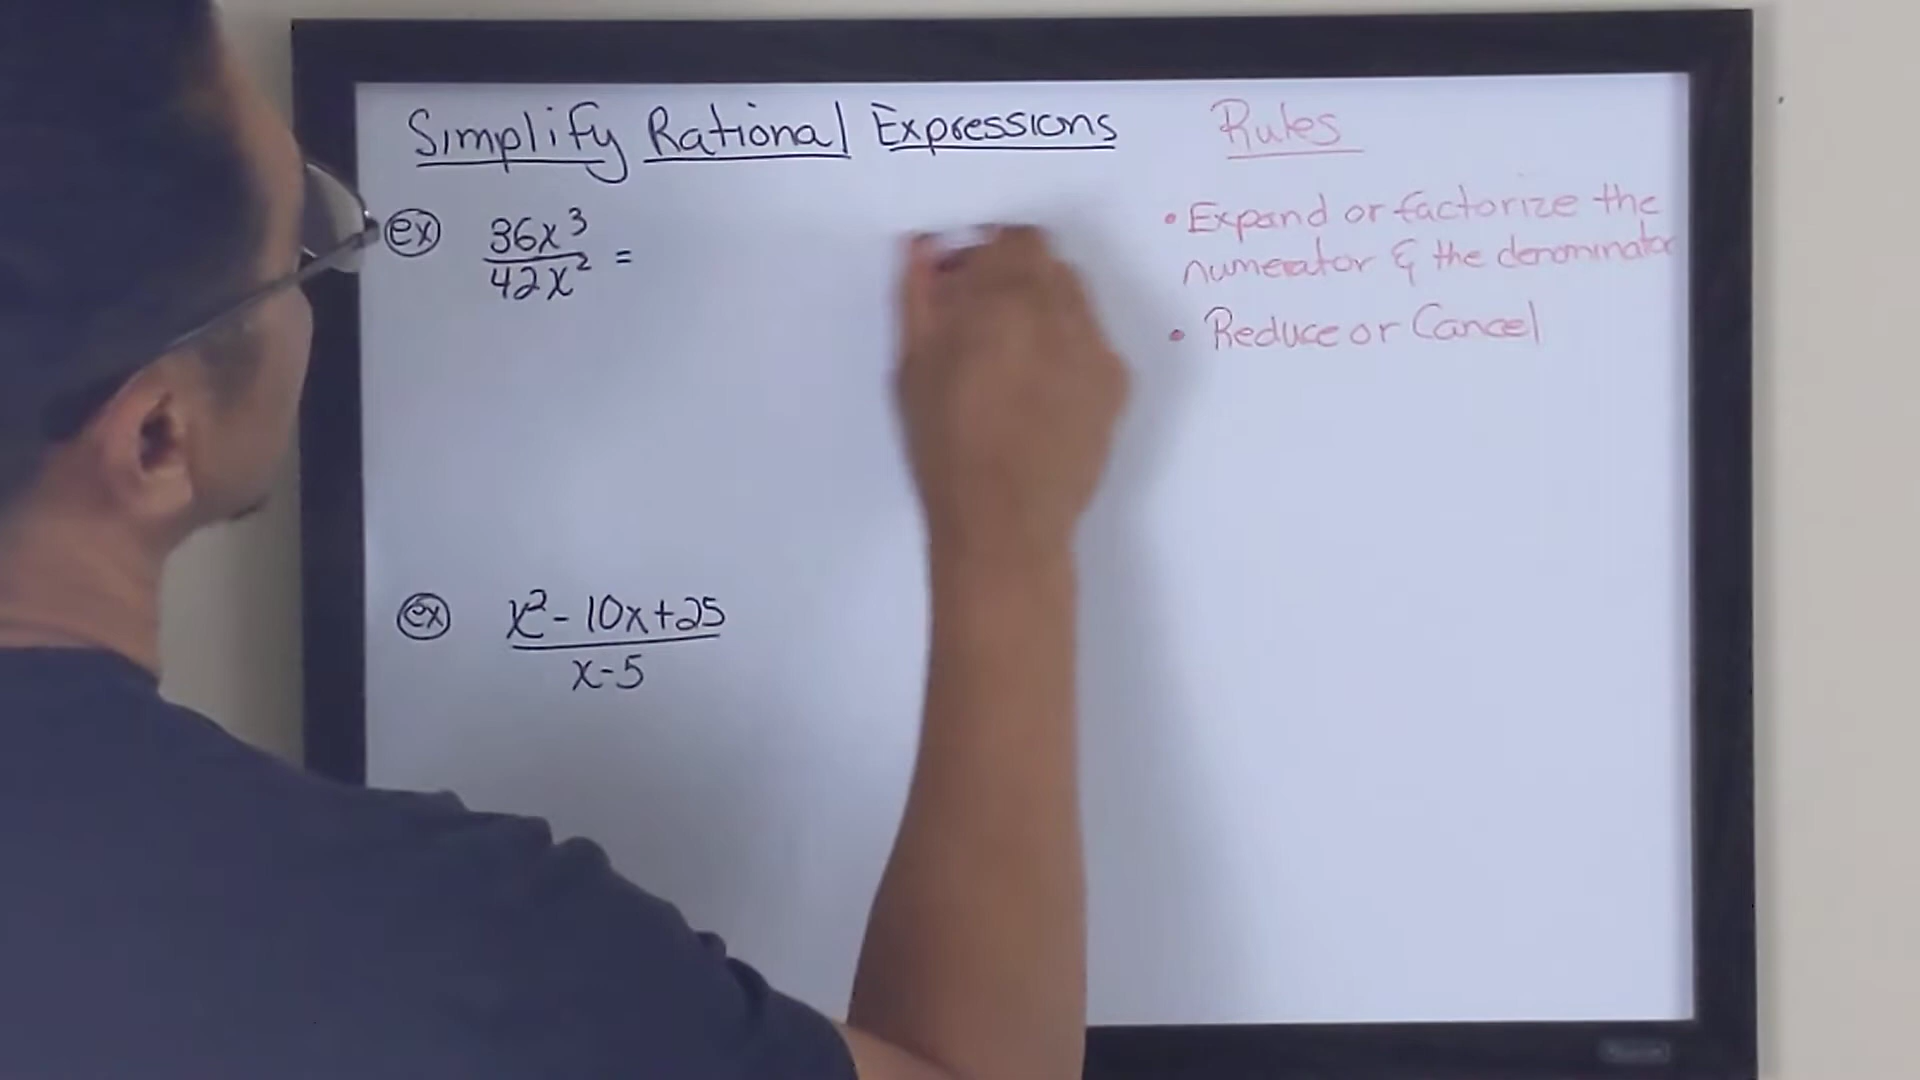 Simplify Rational Expressions
Rules
• Expand or factorize the
numerator & the denominator
• Reduce or Cancel
ex 36x³
42x² =
ex x² - 10x + 25
x - 5